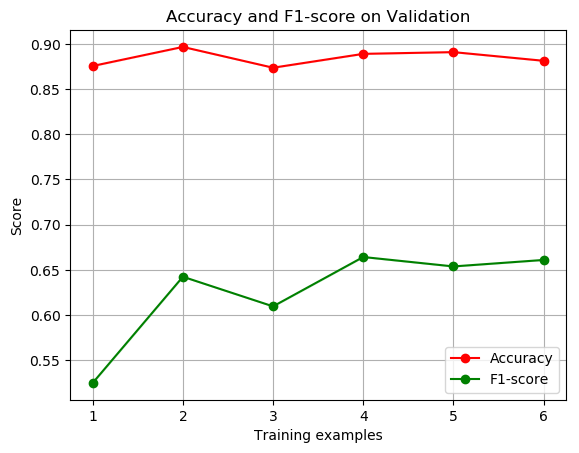 Accuracy and F1-score on Validation
Score
0.90
0.85
0.80
0.75
0.70
0.65
0.60
0.55
Accuracy
F1-score
1 2 3 4 5 6
Training examples